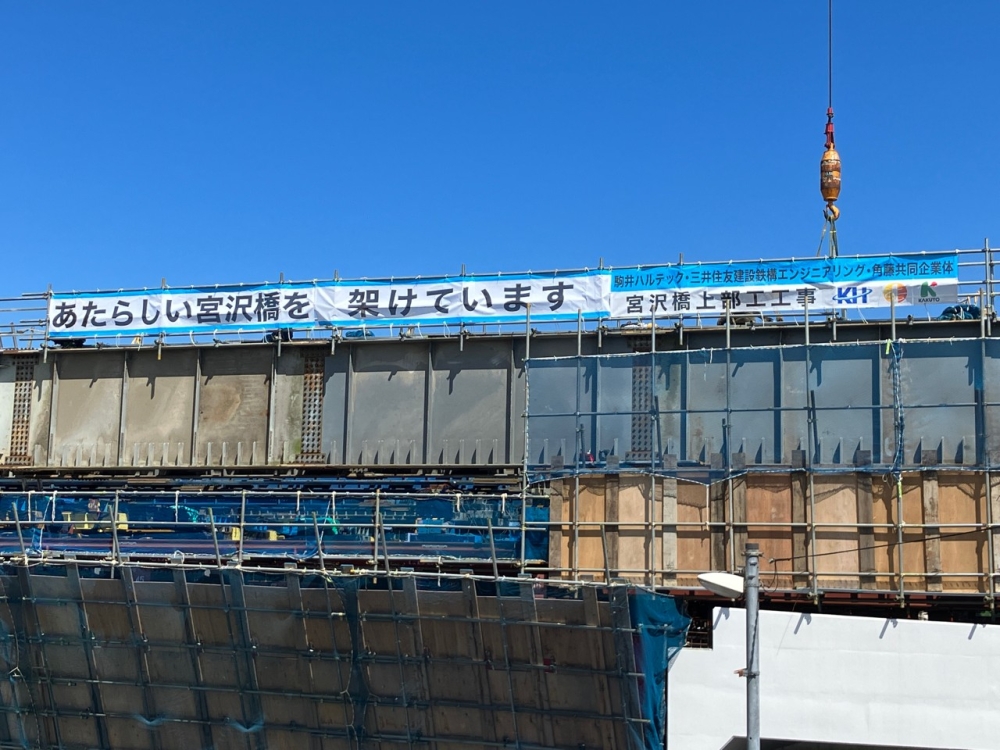 あたらしい宮沢橋を 架けています
駒井ハルテック・三井住友建設鉄構エンジニアリング・角藤共同企業体
宮沢橋上部工工事 KHT
KAKUTO